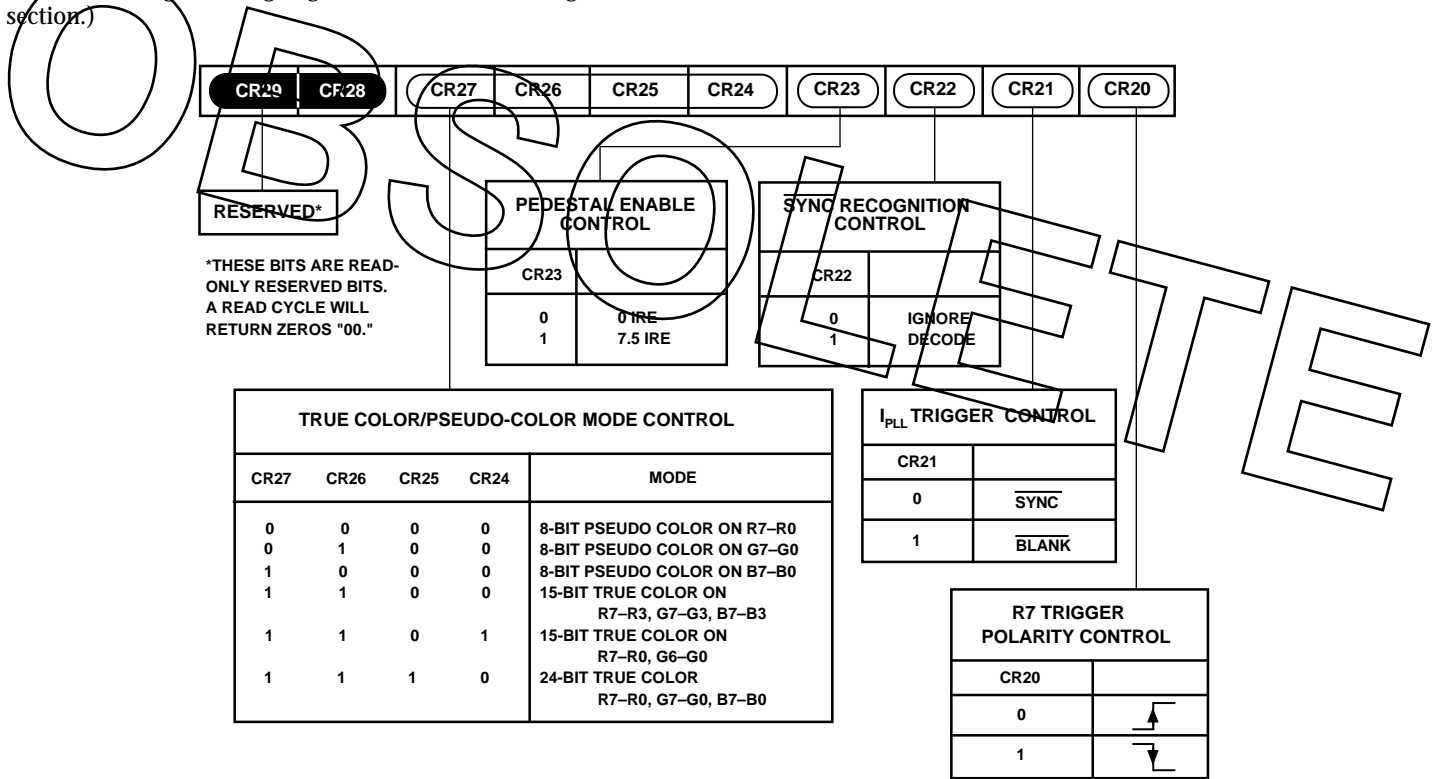 section.)
CR29 CR28 CR27 CR26 CR25 CR24 CR23 CR22 CR21 CR20
RESERVED*
*THESE BITS ARE READ-
ONLY RESERVED BITS.
A READ CYCLE WILL
RETURN ZEROS "00."
PEDESTAL ENABLE
CONTROL
CR23
0 0 IRE
1 7.5 IRE
SYNC RECOGNITION
CONTROL
CR22
0 IGNORE
1 DECODE
TRUE COLOR/PSEUDO-COLOR MODE CONTROL
CR27 CR26 CR25 CR24 MODE
0 0 0 0 8-BIT PSEUDO COLOR ON R7–R0
0 1 0 0 8-BIT PSEUDO COLOR ON G7–G0
1 0 0 0 8-BIT PSEUDO COLOR ON B7–B0
1 1 0 0 15-BIT TRUE COLOR ON
R7–R3, G7–G3, B7–B3
1 1 0 1 15-BIT TRUE COLOR ON
R7–R0, G6–G0
1 1 1 0 24-BIT TRUE COLOR
R7–R0, G7–G0, B7–B0
IPLL TRIGGER CONTROL
CR21
0 SYNC
1 BLANK
R7 TRIGGER
POLARITY CONTROL
CR20
0
1
OBSOLETE